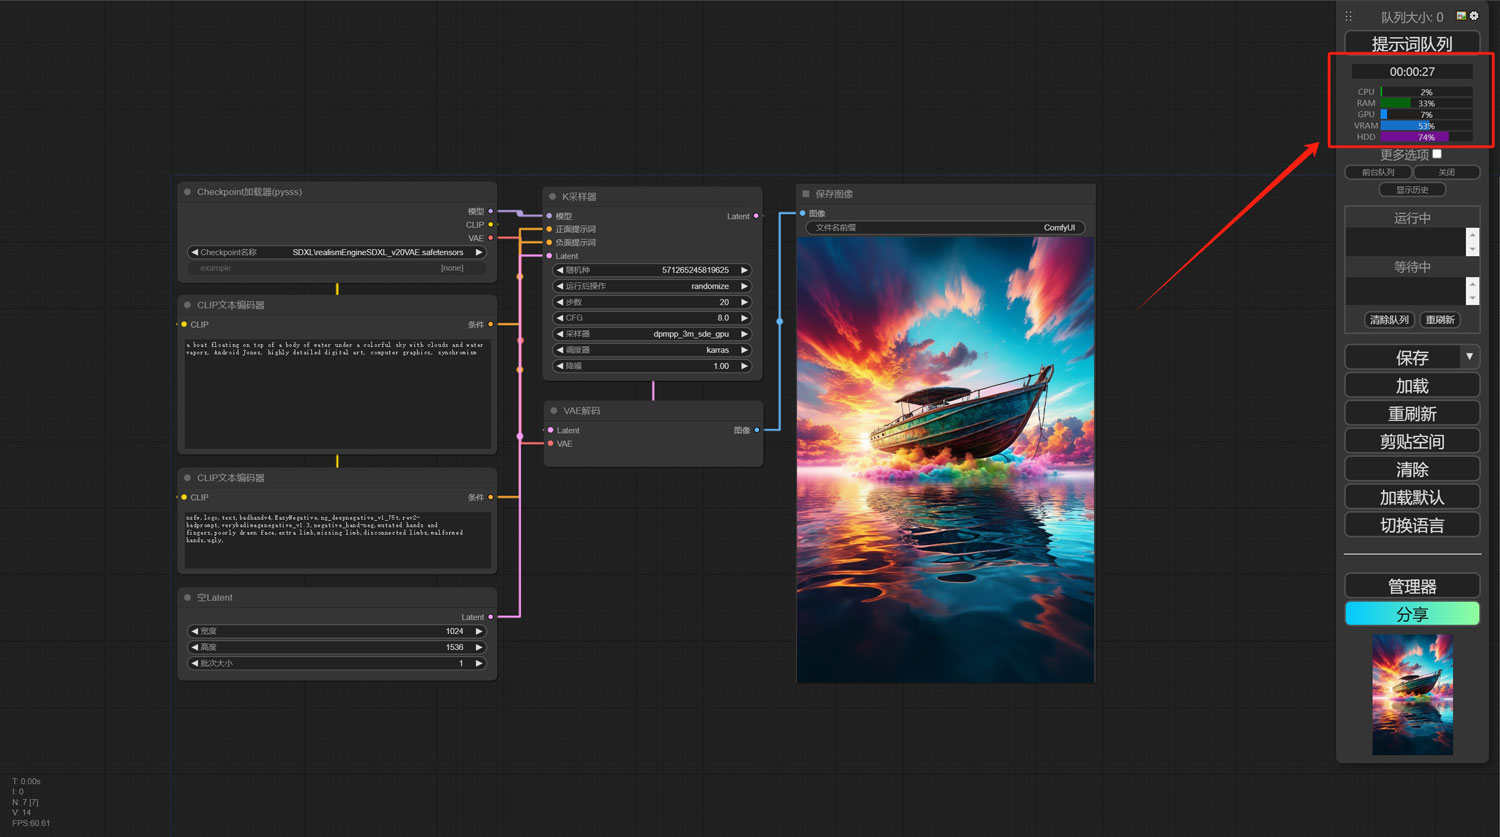 Checkpoint加载器(pysss)
模型
CLIP
VAE
Checkpoint名称 SDXL\realismEngineSDXL_v20VAE.safetensors
example [none]
CLIP文本编码器
CLIP 条件
a boat floating on top of a body of water under a colorful sky with clouds and water
vapors, Android Jones, highly detailed digital art, computer graphics, synchromism
CLIP文本编码器
CLIP 条件
nsfw,logo,text,badhandv4,EasyNegative,ng_deepnegative_v1_75t,rev2-
badprompt,verybadimagenegative_v1.3,negative_hand-neg,mutated hands and
fingers,poorly drawn face,extra limb,missing limb,disconnected limbs,malformed
hands,ugly,
空Latent
Latent
宽度 1024
高度 1536
批次大小 1
K采样器
模型 Latent
正面提示词
负面提示词
Latent
随机种 571265245819625
运行后操作 randomize
步数 20
CFG 8.0
采样器 dpmpp_3m_sde_gpu
调度器 karras
降噪 1.00
VAE解码
Latent 图像
VAE
保存图像
图像
文件名前缀 ComfyUI
队列大小: 0
提示词队列
00:00:27
CPU 2%
RAM 33%
GPU 7%
VRAM 53%
HDD 74%
更多选项
前台队列 关闭
显示历史
运行中
等待中
清除队列 重刷新
保存
加载
重刷新
剪贴空间
清除
加载默认
切换语言
管理器
分享
T: 0.00s
I: 0
N: 7 [7]
V: 14
FPS:60.61